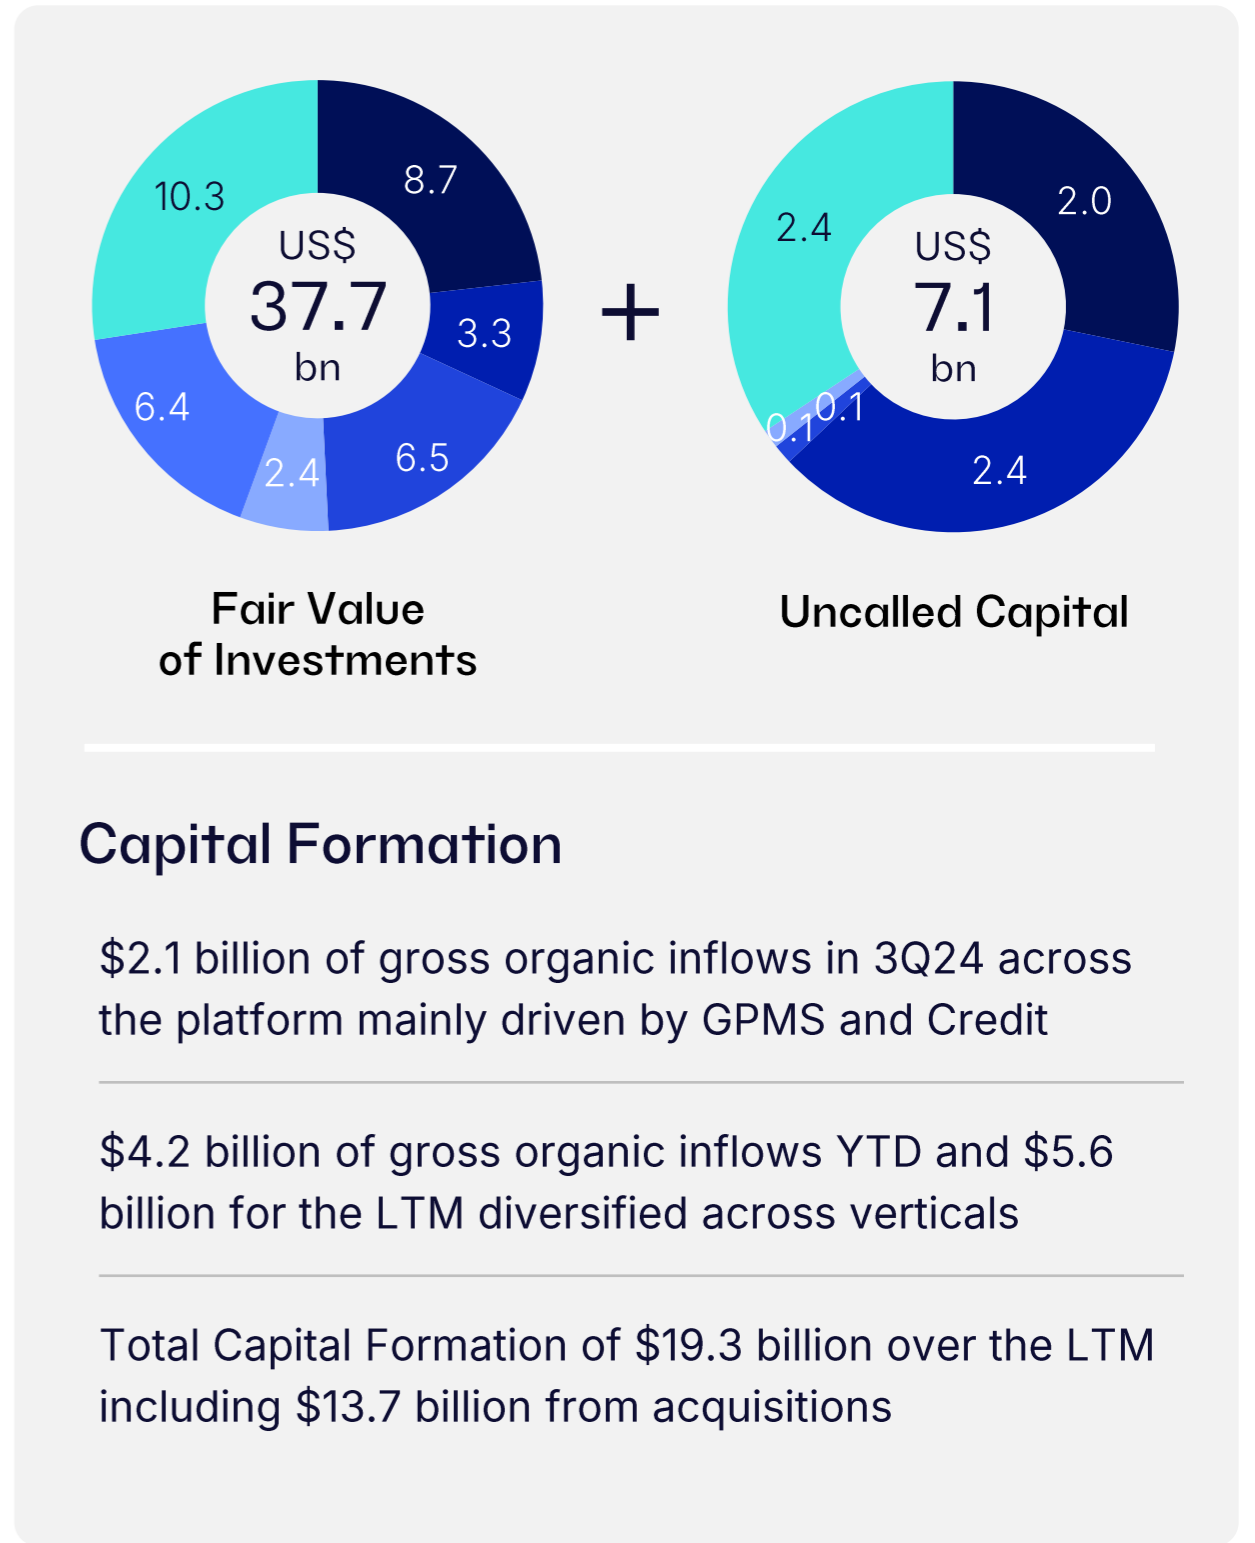 8.7
3.3
6.5
2.4
6.4
10.3
US$
37.7
bn
Fair Value
of Investments
+
2.0
2.4
0.1
0.1
2.4
US$
7.1
bn
Uncalled Capital
Capital Formation
$2.1 billion of gross organic inflows in 3Q24 across
the platform mainly driven by GPMS and Credit
$4.2 billion of gross organic inflows YTD and $5.6
billion for the LTM diversified across verticals
Total Capital Formation of $19.3 billion over the LTM
including $13.7 billion from acquisitions